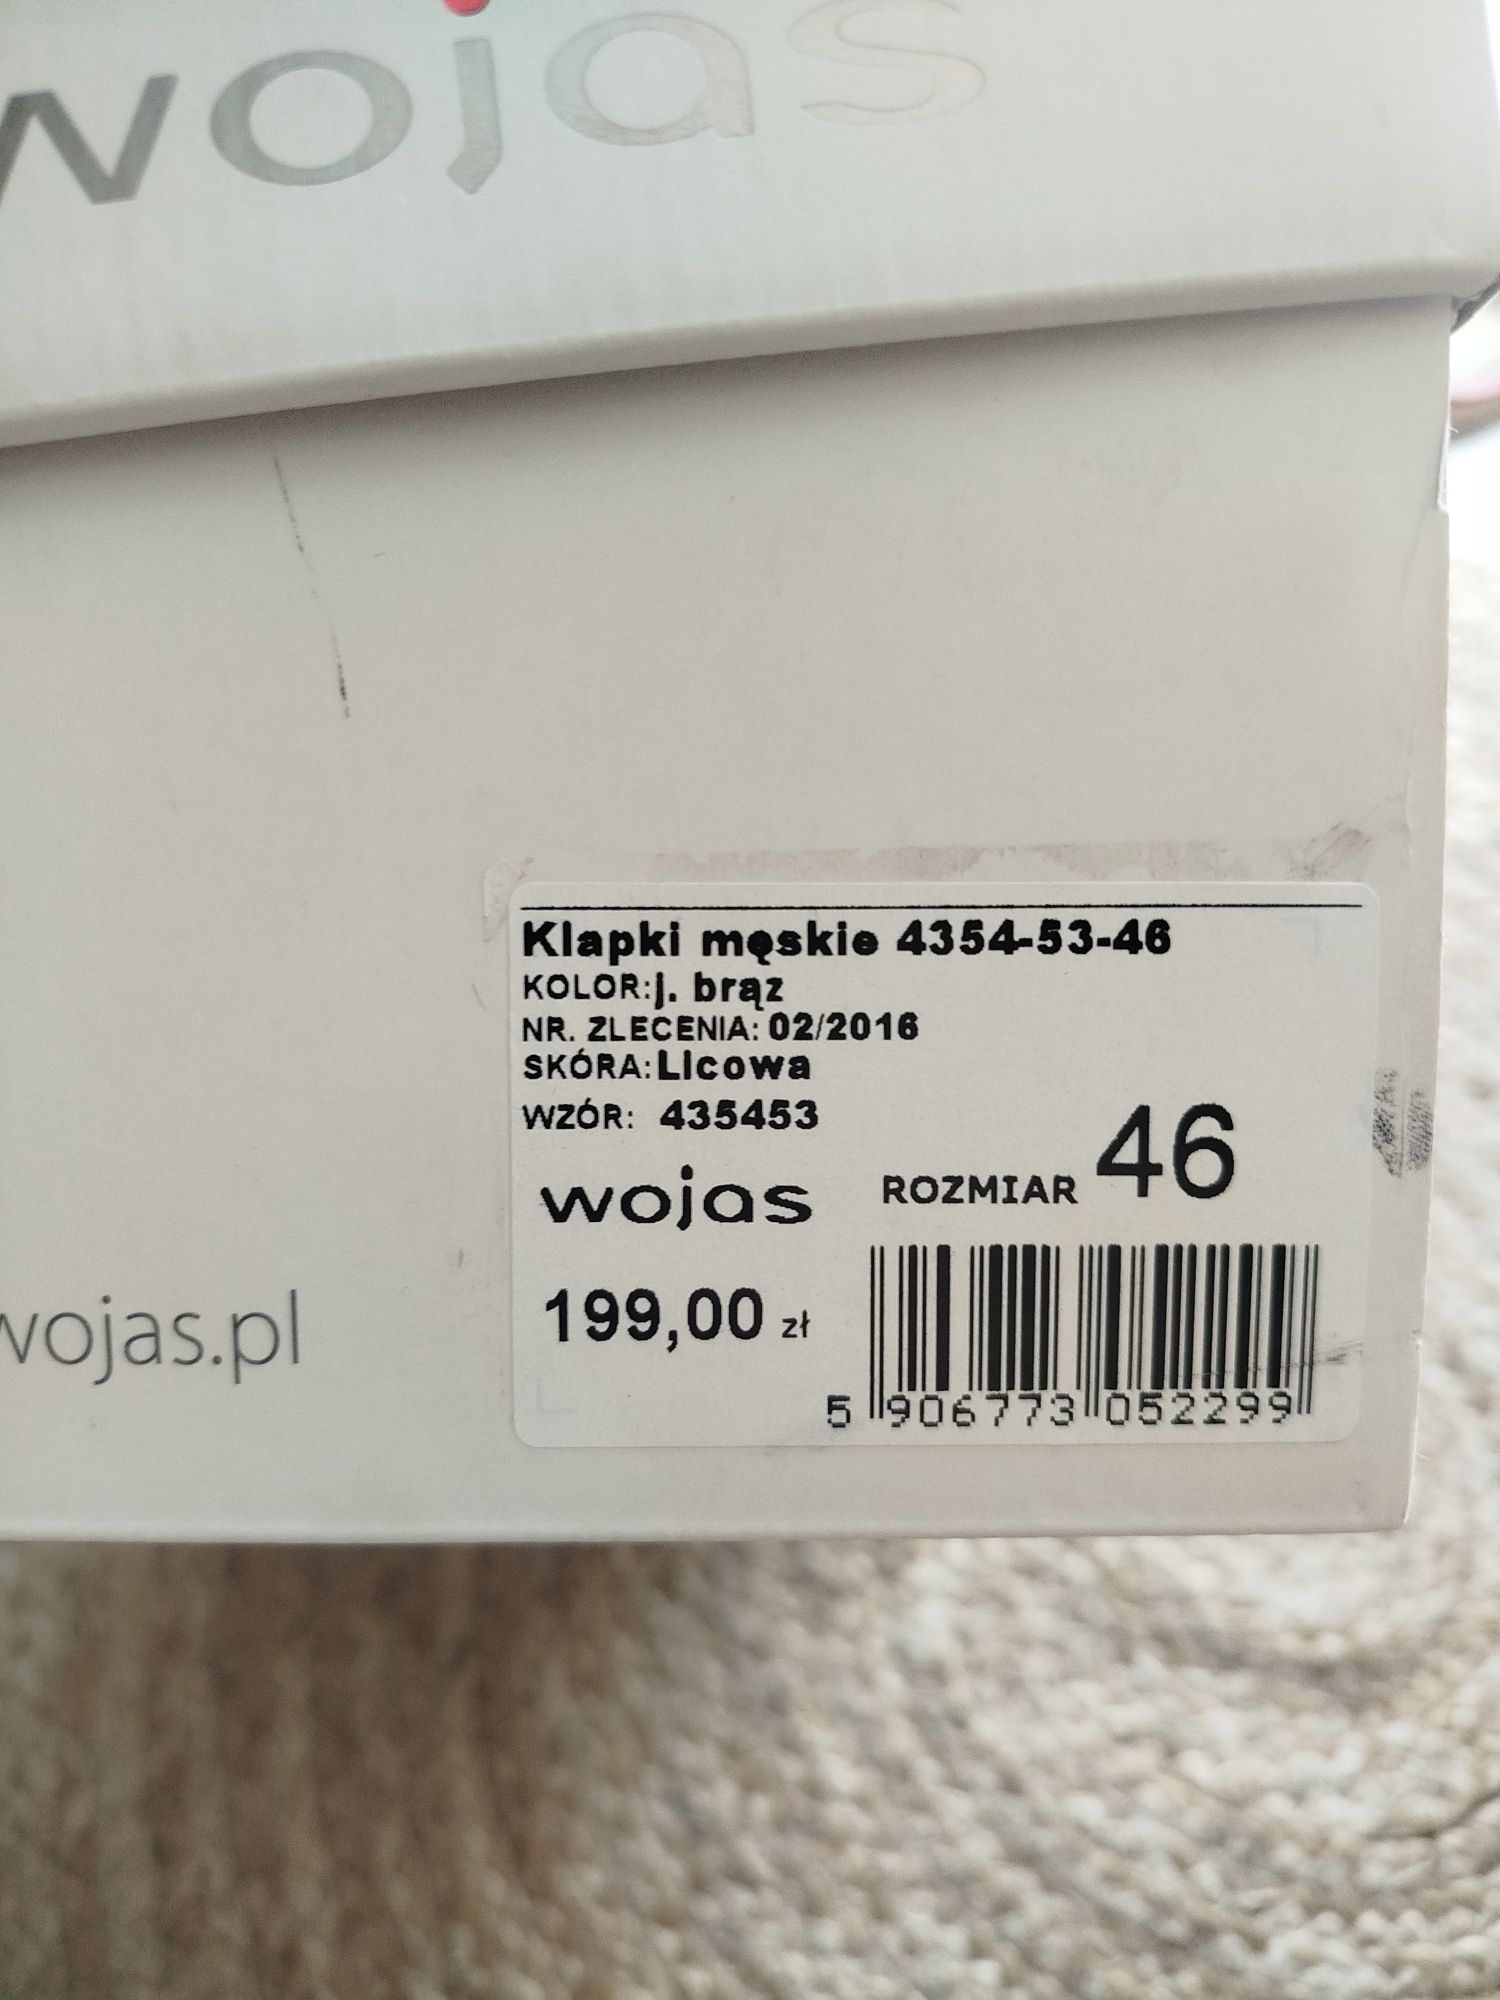 wojas
Klapki męskie 4354-53-46
KOLOR:j. brąz
NR. ZLECENIA: 02/2016
SKÓRA:Licowa
WZÓR: 435453
wojas ROZMIAR 46
199,00 zł
5 906773 052299
wojas.pl